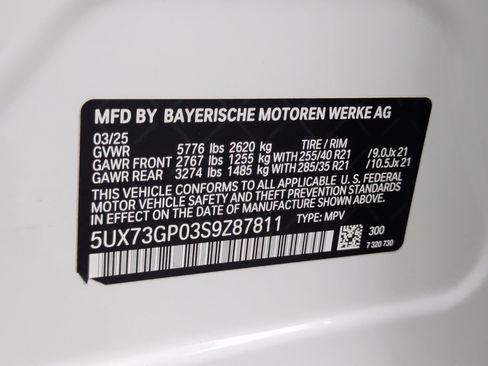 MFD BY BAYERISCHE MOTOREN WERKE AG
03/25
GVWR 5776 lbs 2620 kg TIRE / RIM
GAWR FRONT 2767 lbs 1255 kg WITH 255/40 R21 /9.0Jx 21
GAWR REAR 3274 lbs 1485 kg WITH 285/35 R21 /10.5Jx 21
THIS VEHICLE CONFORMS TO ALL APPLICABLE U.S. FEDERAL
MOTOR VEHICLE SAFETY AND THEFT PREVENTION STANDARDS
IN EFFECT ON THE DATE OF MANUFACTURE SHOWN ABOVE.
5UX73GP03S9Z87811 TYPE: MPV
300
7 320 730